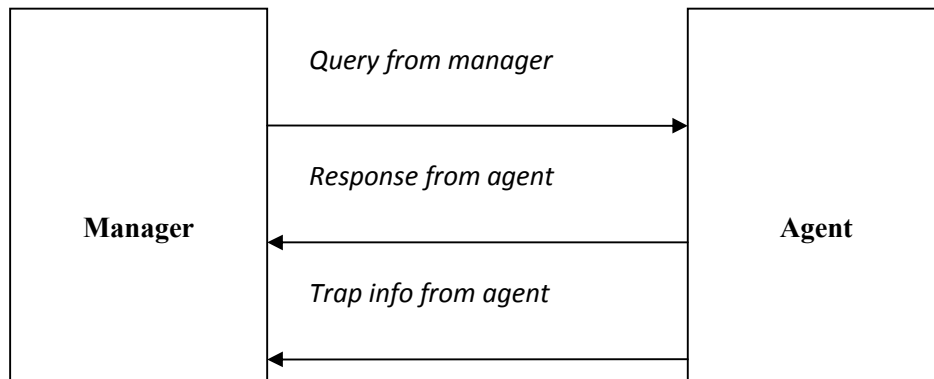 Query from manager
Response from agent
Manager
Agent
Trap info from agent